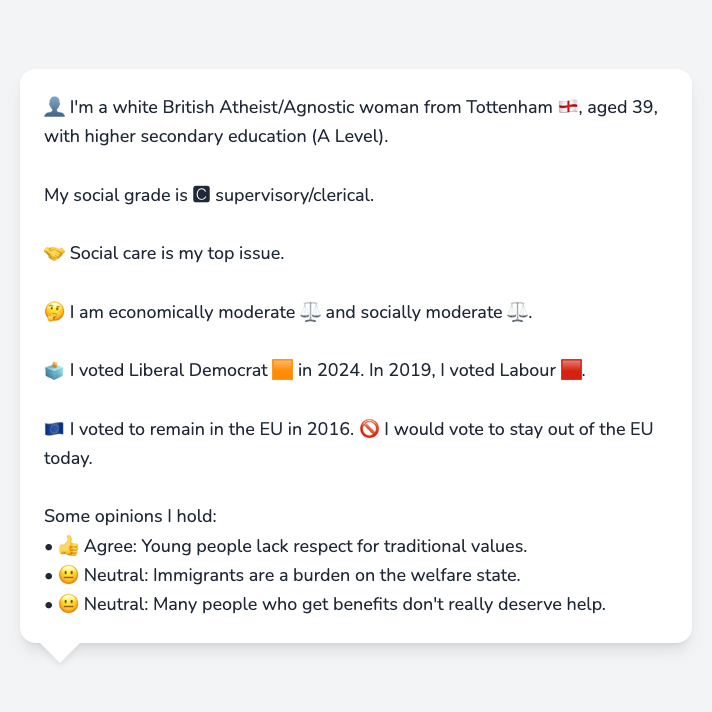 👤 I'm a white British Atheist/Agnostic woman from Tottenham 🏴󠁧󠁢󠁥󠁮󠁧󠁿, aged 39,
with higher secondary education (A Level).
My social grade is 🅲 supervisory/clerical.
🤝 Social care is my top issue.
🤔 I am economically moderate ⚖️ and socially moderate ⚖️.
🗳️ I voted Liberal Democrat 🟧 in 2024. In 2019, I voted Labour 🟥.
🇪🇺 I voted to remain in the EU in 2016. 🚫 I would vote to stay out of the EU
today.
Some opinions I hold:
• 👍 Agree: Young people lack respect for traditional values.
• 😐 Neutral: Immigrants are a burden on the welfare state.
• 😐 Neutral: Many people who get benefits don't really deserve help.